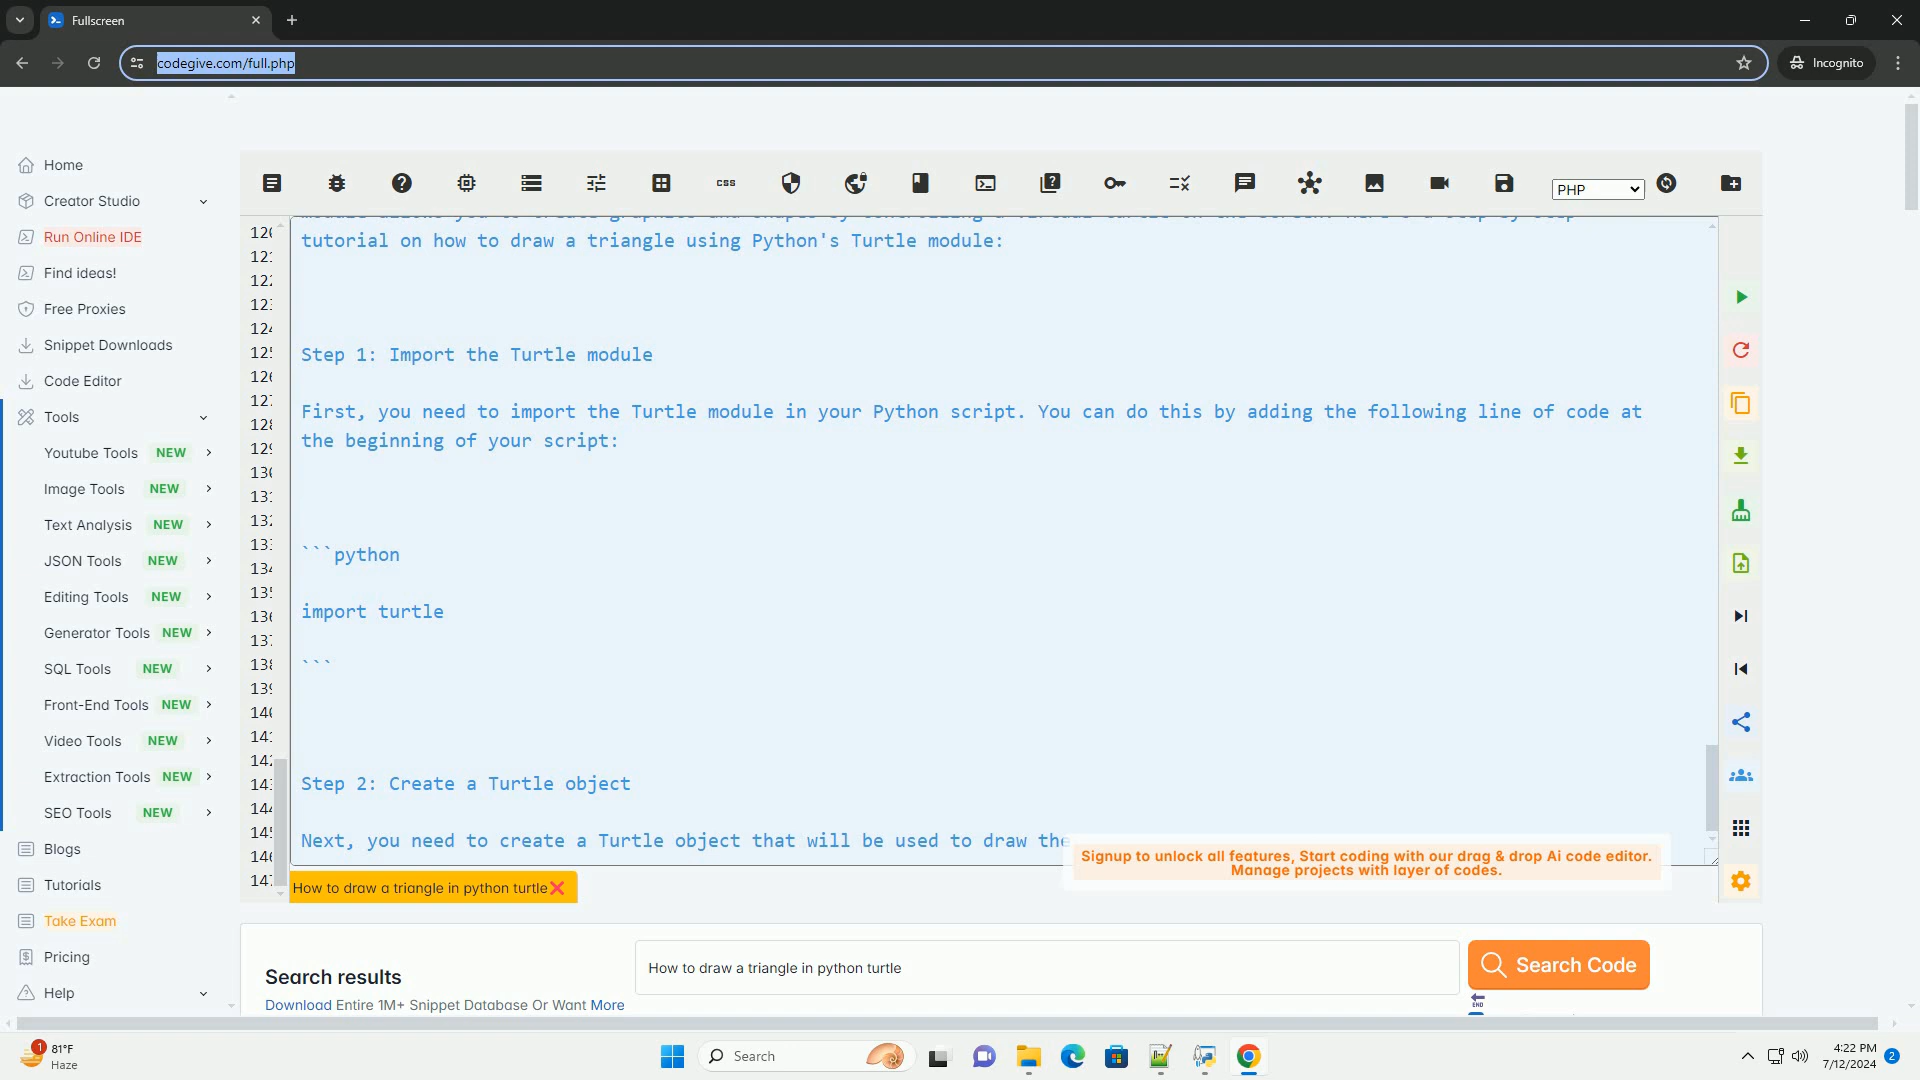 Fullscreen
codegive.com/full.php
Incognito
Home
Creator Studio
Run Online IDE
Find ideas!
Free Proxies
Snippet Downloads
Code Editor
Tools
Youtube Tools NEW
Image Tools NEW
Text Analysis NEW
JSON Tools NEW
Editing Tools NEW
Generator Tools NEW
SQL Tools NEW
Front-End Tools NEW
Video Tools NEW
Extraction Tools NEW
SEO Tools NEW
Blogs
Tutorials
Take Exam
Pricing
Help
CSS
PHP
tutorial on how to draw a triangle using Python's Turtle module:
Step 1: Import the Turtle module
First, you need to import the Turtle module in your Python script. You can do this by adding the following line of code at
the beginning of your script:
```python
import turtle
```
Step 2: Create a Turtle object
Next, you need to create a Turtle object that will be used to draw the
Signup to unlock all features, Start coding with our drag & drop Ai code editor.
Manage projects with layer of codes.
How to draw a triangle in python turtle
Search results
How to draw a triangle in python turtle
Search Code
Download Entire 1M+ Snippet Database Or Want More
END
1
81°F
Haze
Search
4:22 PM
7/12/2024
2